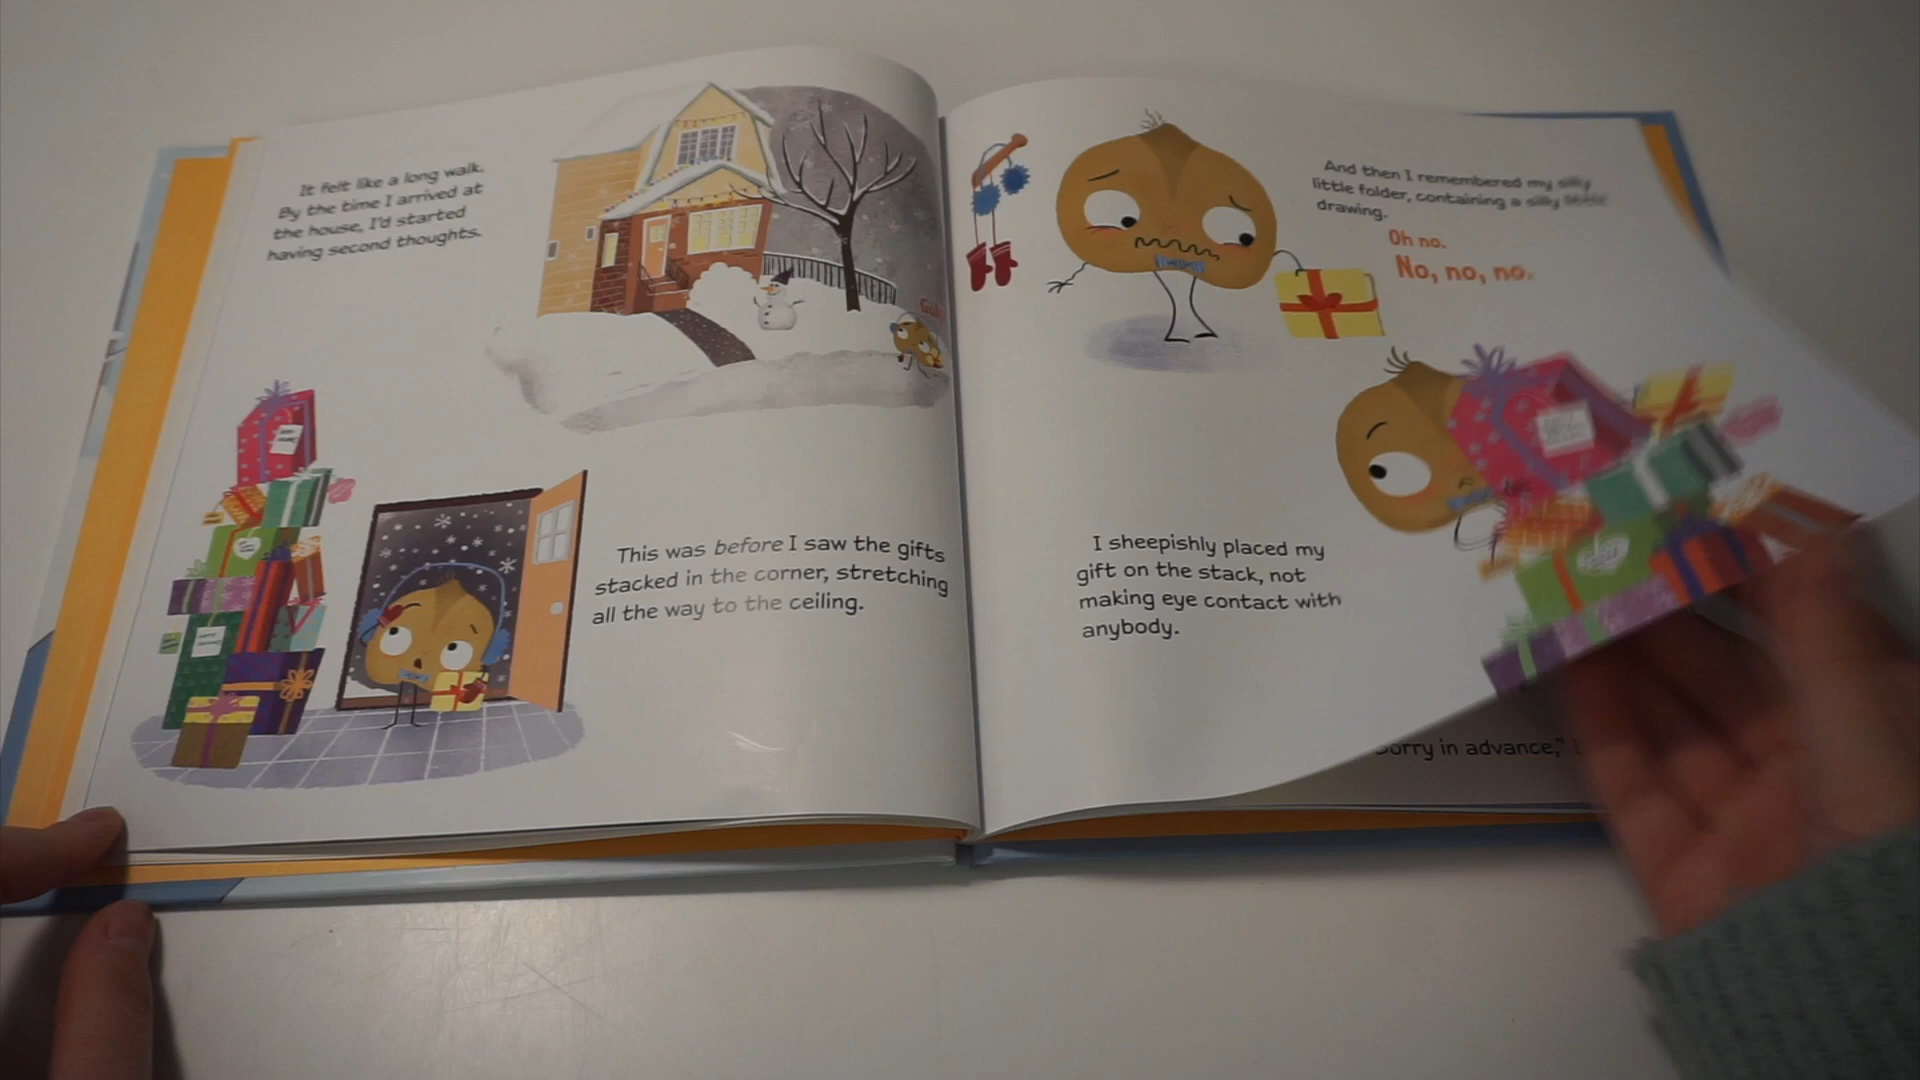 It felt like a long walk.
By the time I arrived at
the house, I'd started
having second thoughts.
This was before I saw the gifts
stacked in the corner, stretching
all the way to the ceiling.
And then I remembered my silly
little folder, containing a silly little
drawing.
Oh no.
No, no, no.
I sheepishly placed my
gift on the stack, not
making eye contact with
anybody.
Sorry in advance,"